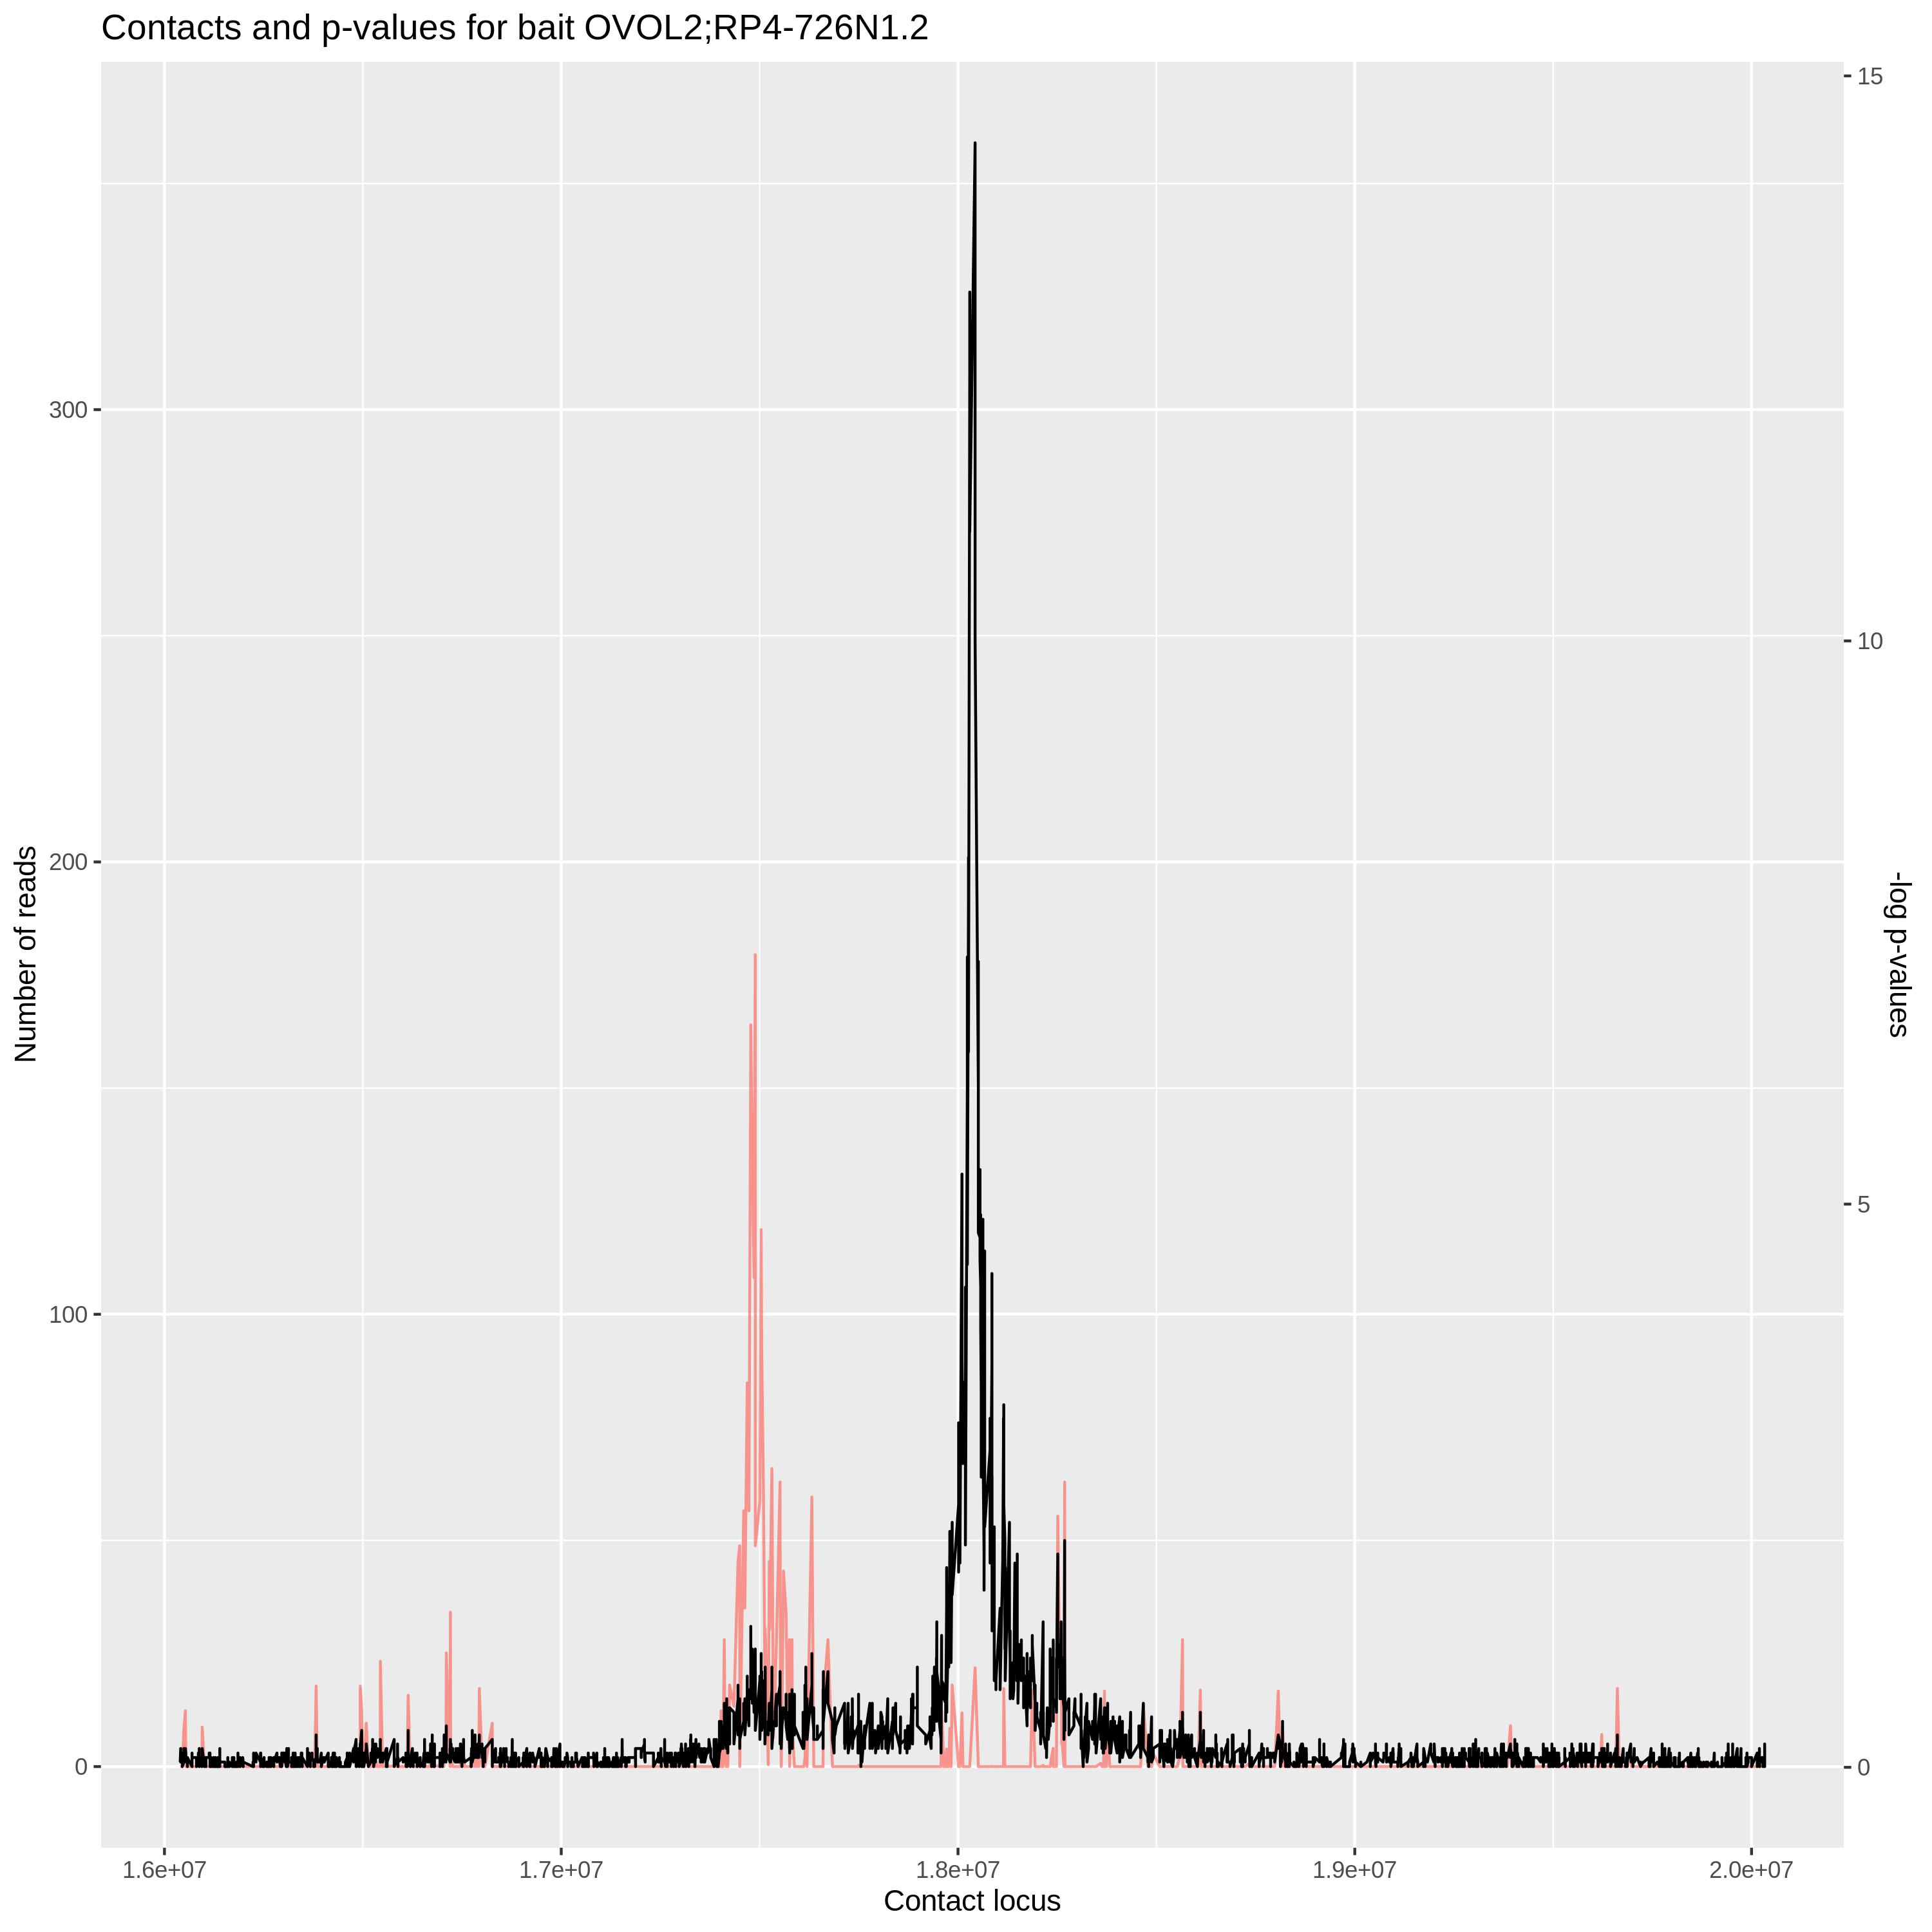 Contacts and p-values for bait OVOL2;RP4-726N1.2
15
300
10
200
Number of reads
-log p-values
5
100
0
0
1.6e+07
1.7e+07
1.8e+07
1.9e+07
2.0e+07
Contact locus